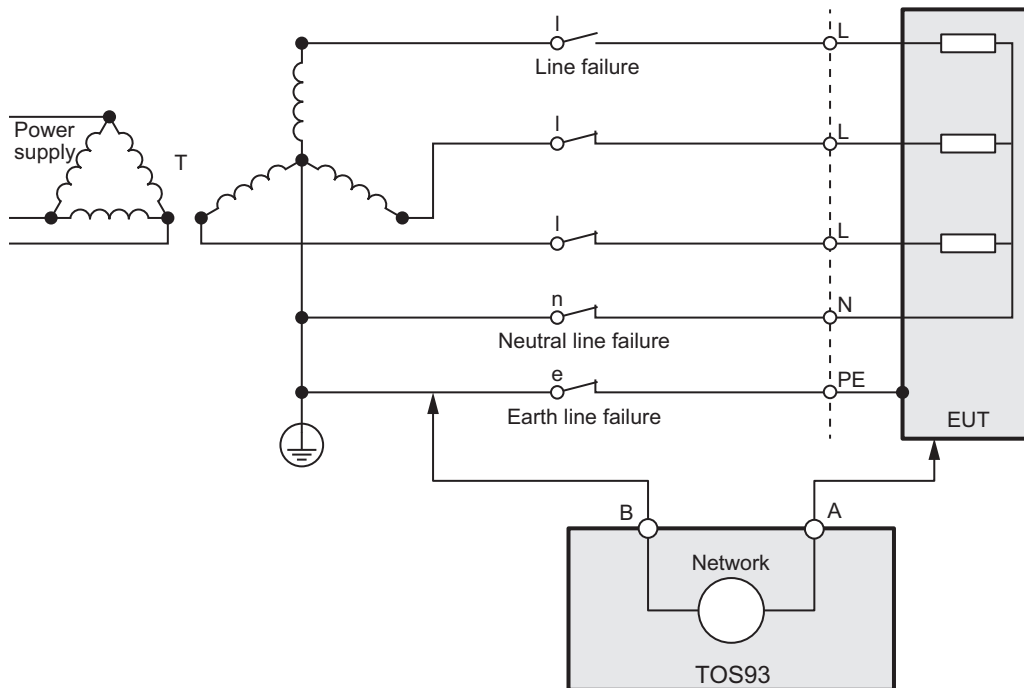 l
L
Line failure
Power
supply
T
l
L
l
L
n
N
Neutral line failure
e
PE
Earth line failure
EUT
B
A
Network
TOS93